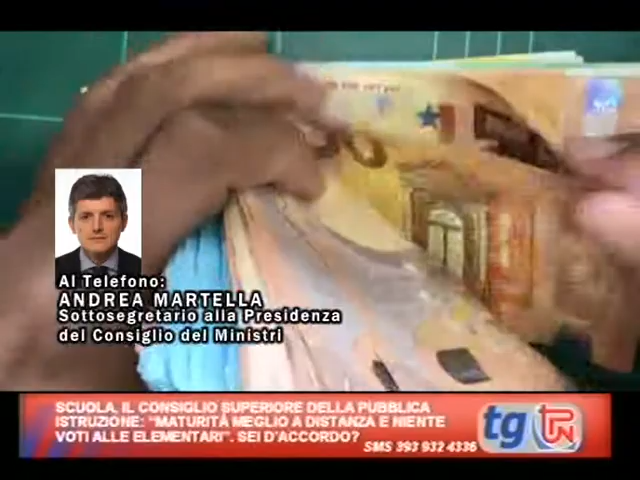 Al Telefono:
ANDREA MARTELLA
Sottosegretario alla Presidenza
del Consiglio dei Ministri
SCUOLA, IL CONSIGLIO SUPERIORE DELLA PUBBLICA
ISTRUZIONE: "MATURITÀ MEGLIO A DISTANZA E NIENTE
VOTI ALLE ELEMENTARI". SEI D'ACCORDO?
SMS 393 932 4336
tg TPN